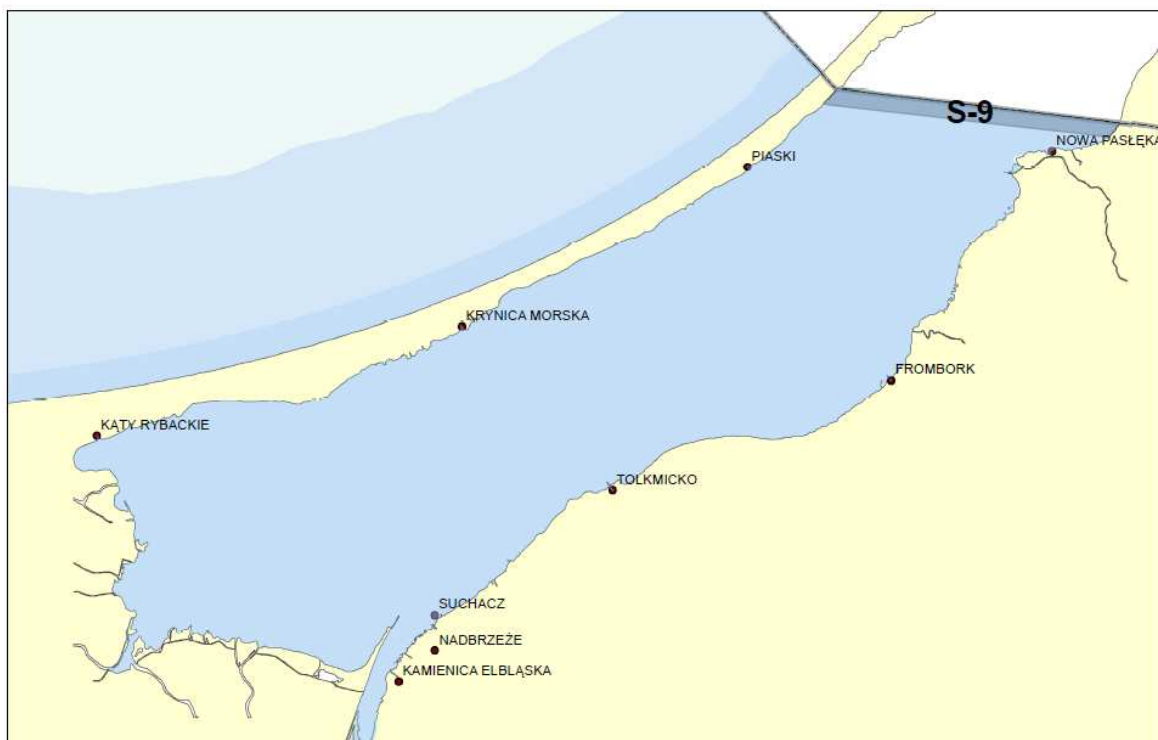 S-9
NOWA PASŁĘKA
PIASKI
KRYNICA MORSKA
FROMBORK
KĄTY RYBACKIE
TOLKMICKO
SUCHACZ
NADBRZEŻE
KAMIENICA ELBLĄSKA